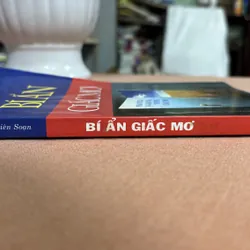 BÍ ẨN
GIẤC MƠ
iên Soạn
BÍ ẨN GIẤC MƠ